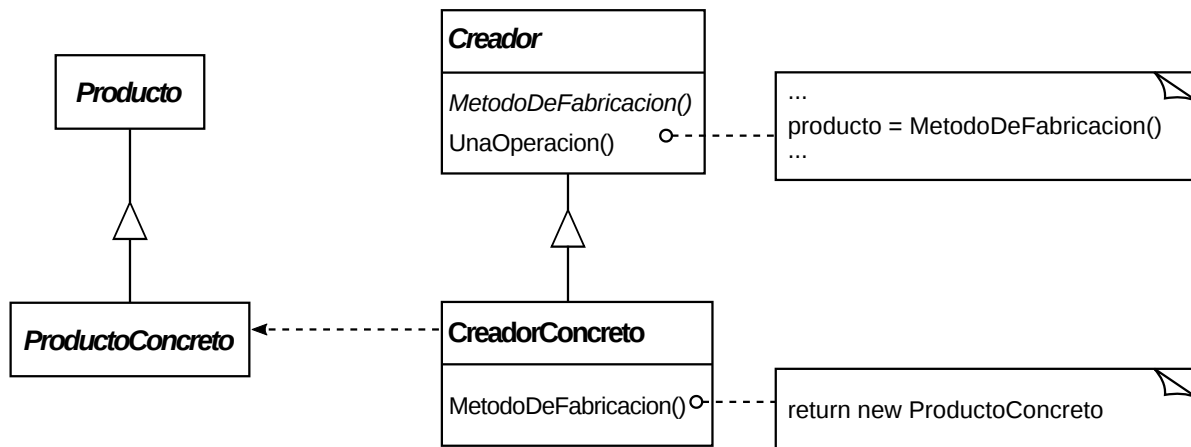 Producto
ProductoConcreto
Creador
MetodoDeFabricacion()
UnaOperacion()
...
producto = MetodoDeFabricacion()
...
CreadorConcreto
MetodoDeFabricacion()
return new ProductoConcreto